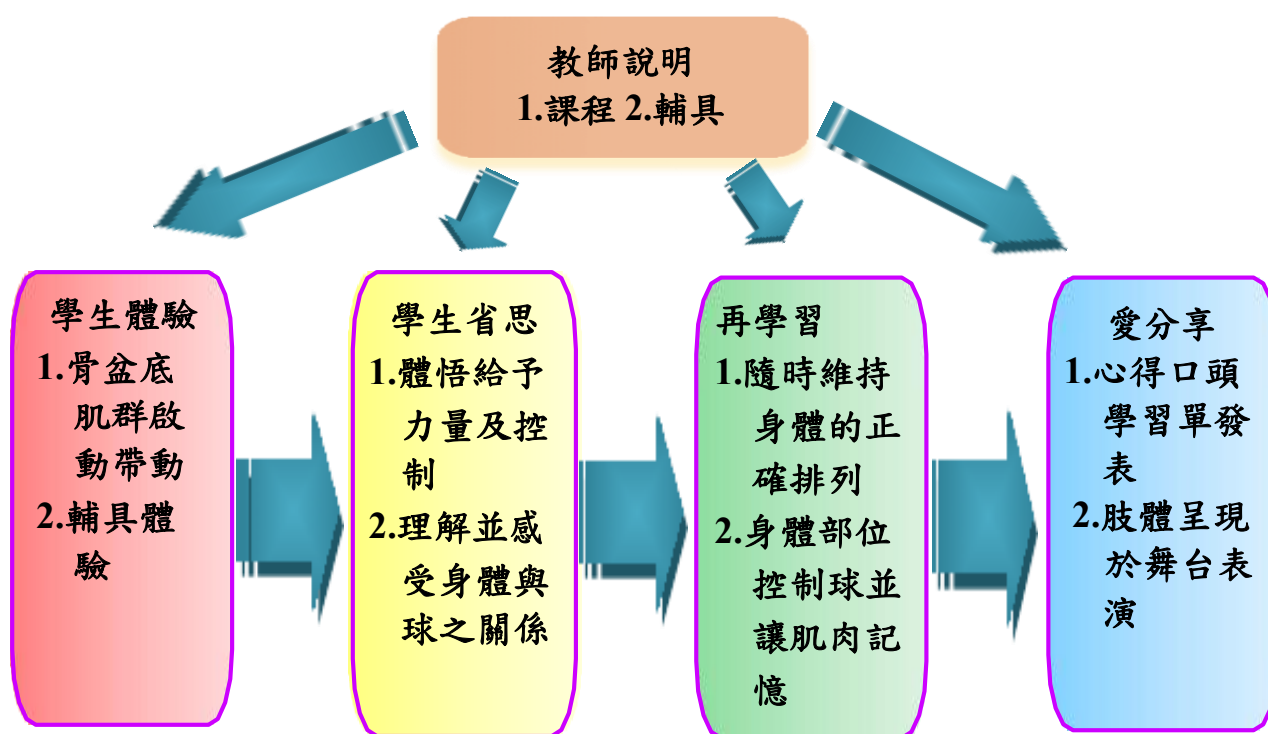 教師說明
1.課程 2.輔具
學生體驗
1.骨盆底
肌群啟
動帶動
2.輔具體
驗
學生省思
1.體悟給予
力量及控
制
2.理解並感
受身體與
球之關係
再學習
1.隨時維持
身體的正
確排列
2.身體部位
控制球並
讓肌肉記
憶
愛分享
1.心得口頭
學習單發
表
2.肢體呈現
於舞台表
演